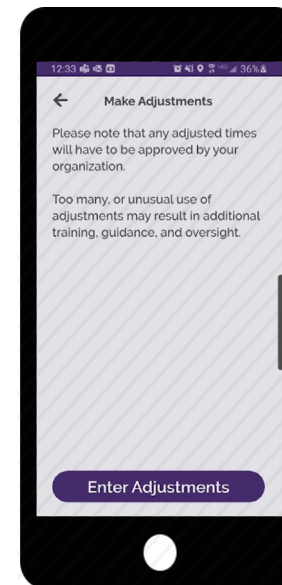 12:33 36%
Make Adjustments
Please note that any adjusted times
will have to be approved by your
organization.
Too many, or unusual use of
adjustments may result in additional
training, guidance, and oversight.
Enter Adjustments